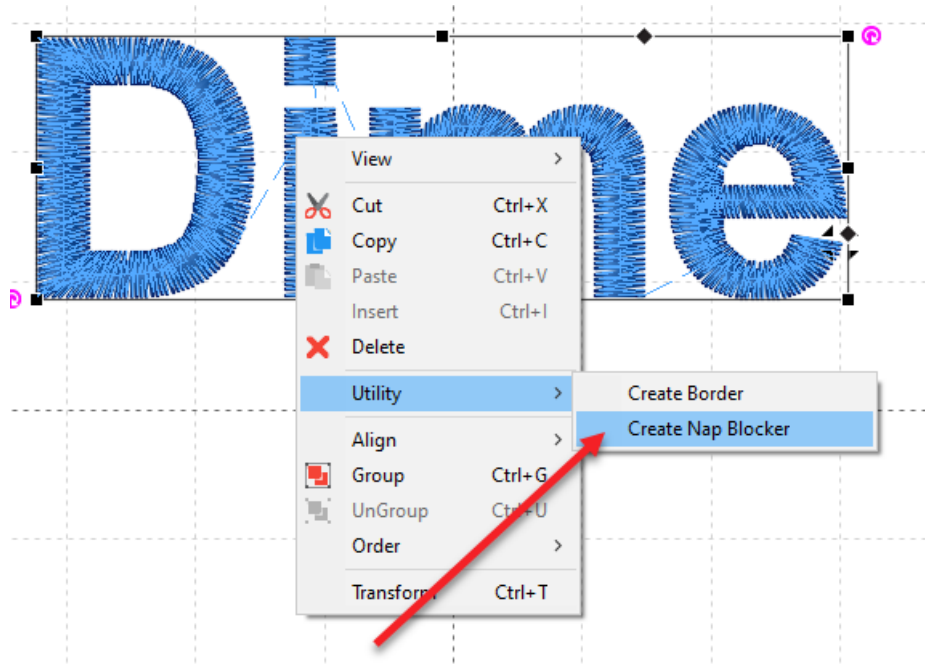 Dime
View
Cut Ctrl+X
Copy Ctrl+C
Paste Ctrl+V
Insert Ctrl+I
Delete
Utility
Create Border
Create Nap Blocker
Align
Group Ctrl+G
UnGroup Ctrl+U
Order
Transform Ctrl+T